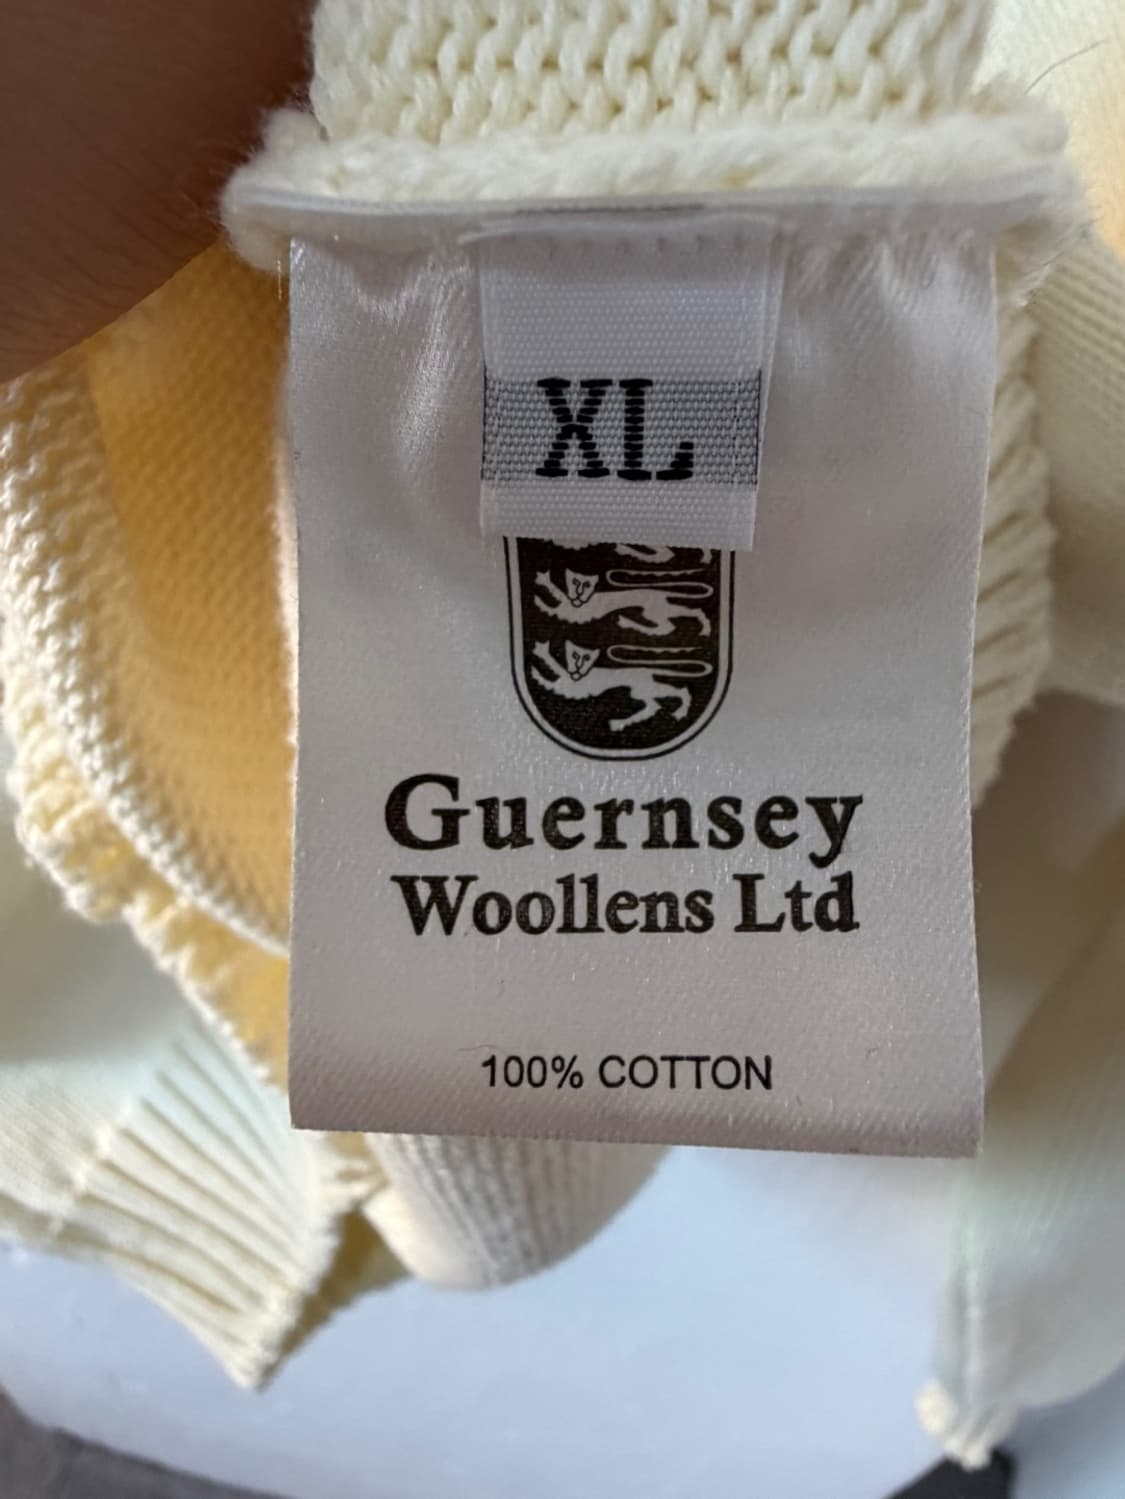 XL
Guernsey
Woollens Ltd
100% COTTON